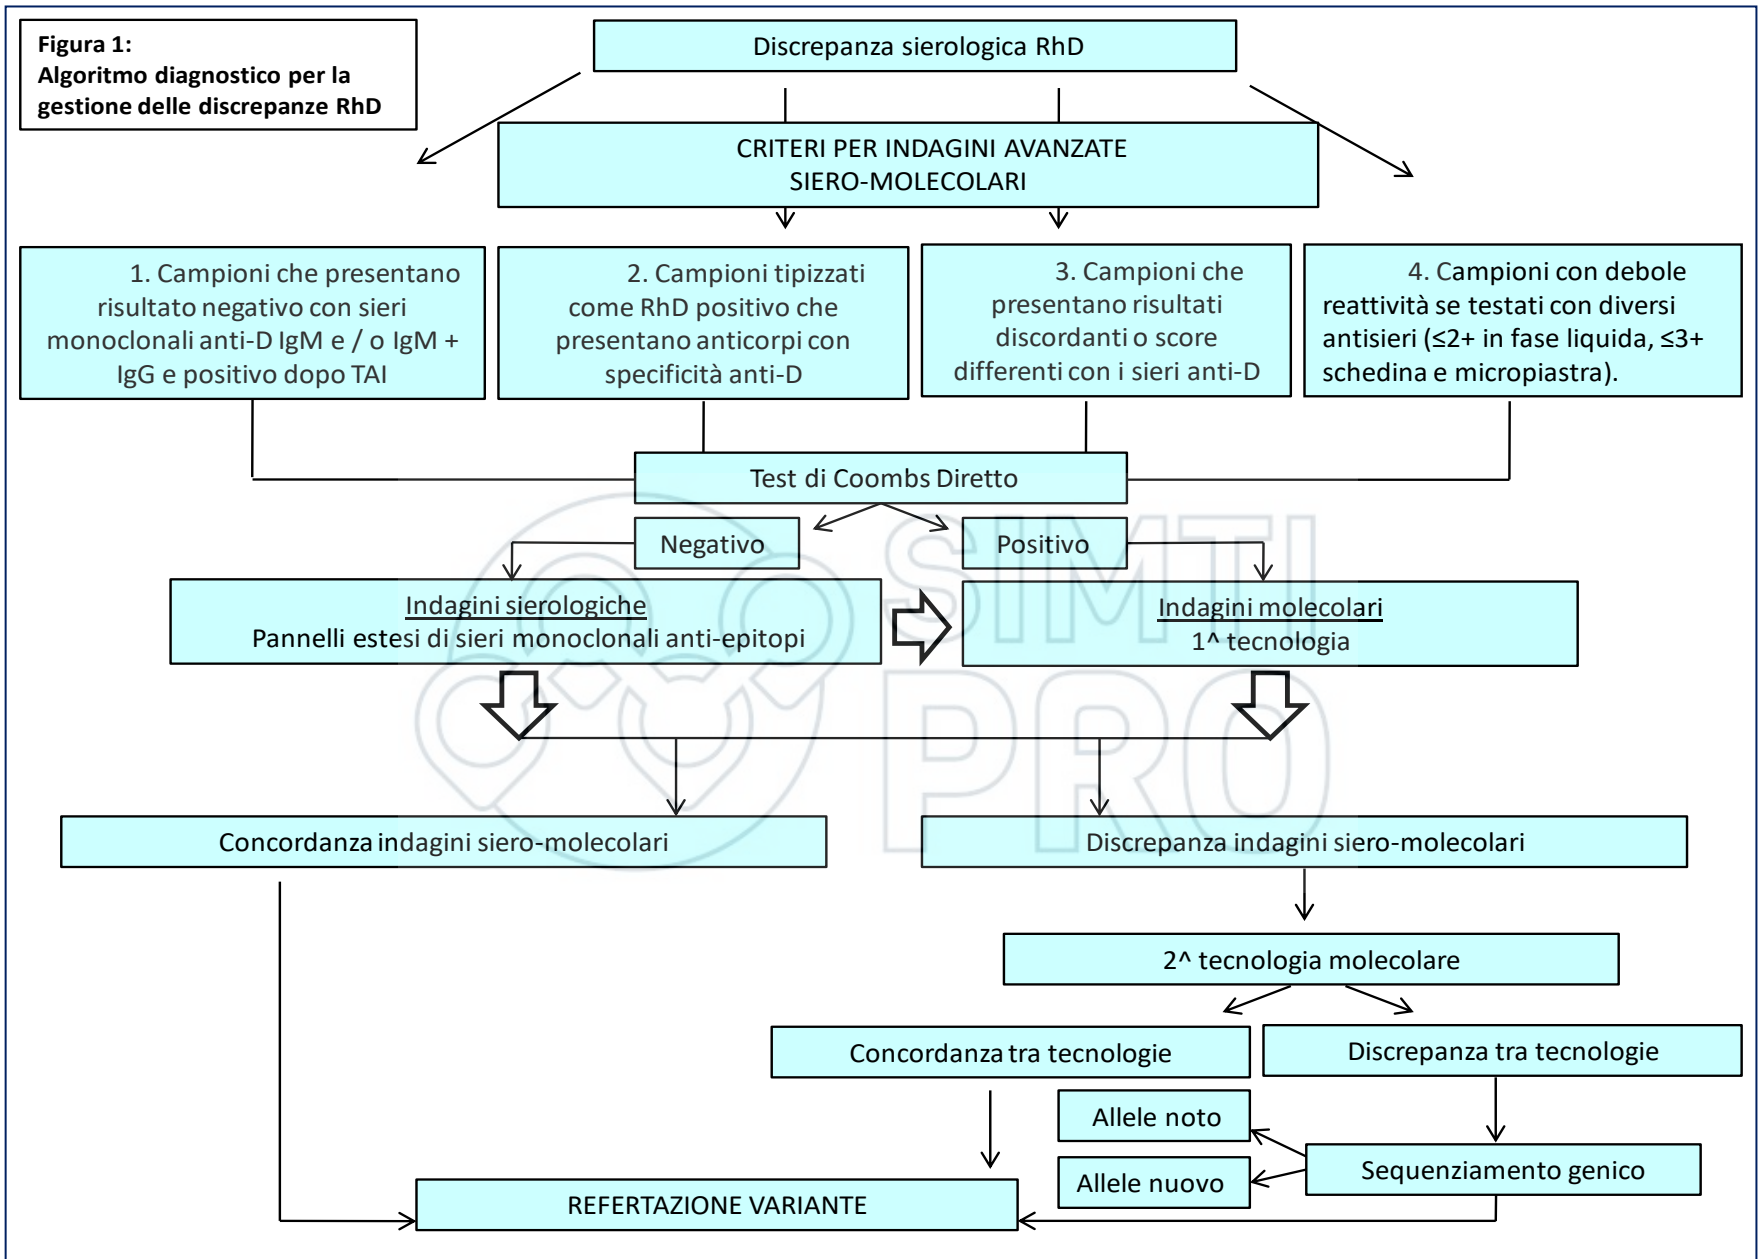 Figura 1:
Algoritmo diagnostico per la
gestione delle discrepanze RhD
Discrepanza sierologica RhD
CRITERI PER INDAGINI AVANZATE
SIERO-MOLECOLARI
1. Campioni che presentano
risultato negativo con sieri
monoclonali anti-D IgM e / o IgM +
IgG e positivo dopo TAI
2. Campioni tipizzati
come RhD positivo che
presentano anticorpi con
specificità anti-D
3. Campioni che
presentano risultati
discordanti o score
differenti con i sieri anti-D
4. Campioni con debole
reattività se testati con diversi
antisieri (≤2+ in fase liquida, ≤3+
schedina e micropiastra).
Test di Coombs Diretto
Negativo
Positivo
Indagini sierologiche
Pannelli estesi di sieri monoclonali anti-epitopi
Indagini molecolari
1^ tecnologia
SIMTI
PRO
Concordanza indagini siero-molecolari
Discrepanza indagini siero-molecolari
2^ tecnologia molecolare
Concordanza tra tecnologie
Discrepanza tra tecnologie
Allele noto
Allele nuovo
Sequenziamento genico
REFERTAZIONE VARIANTE